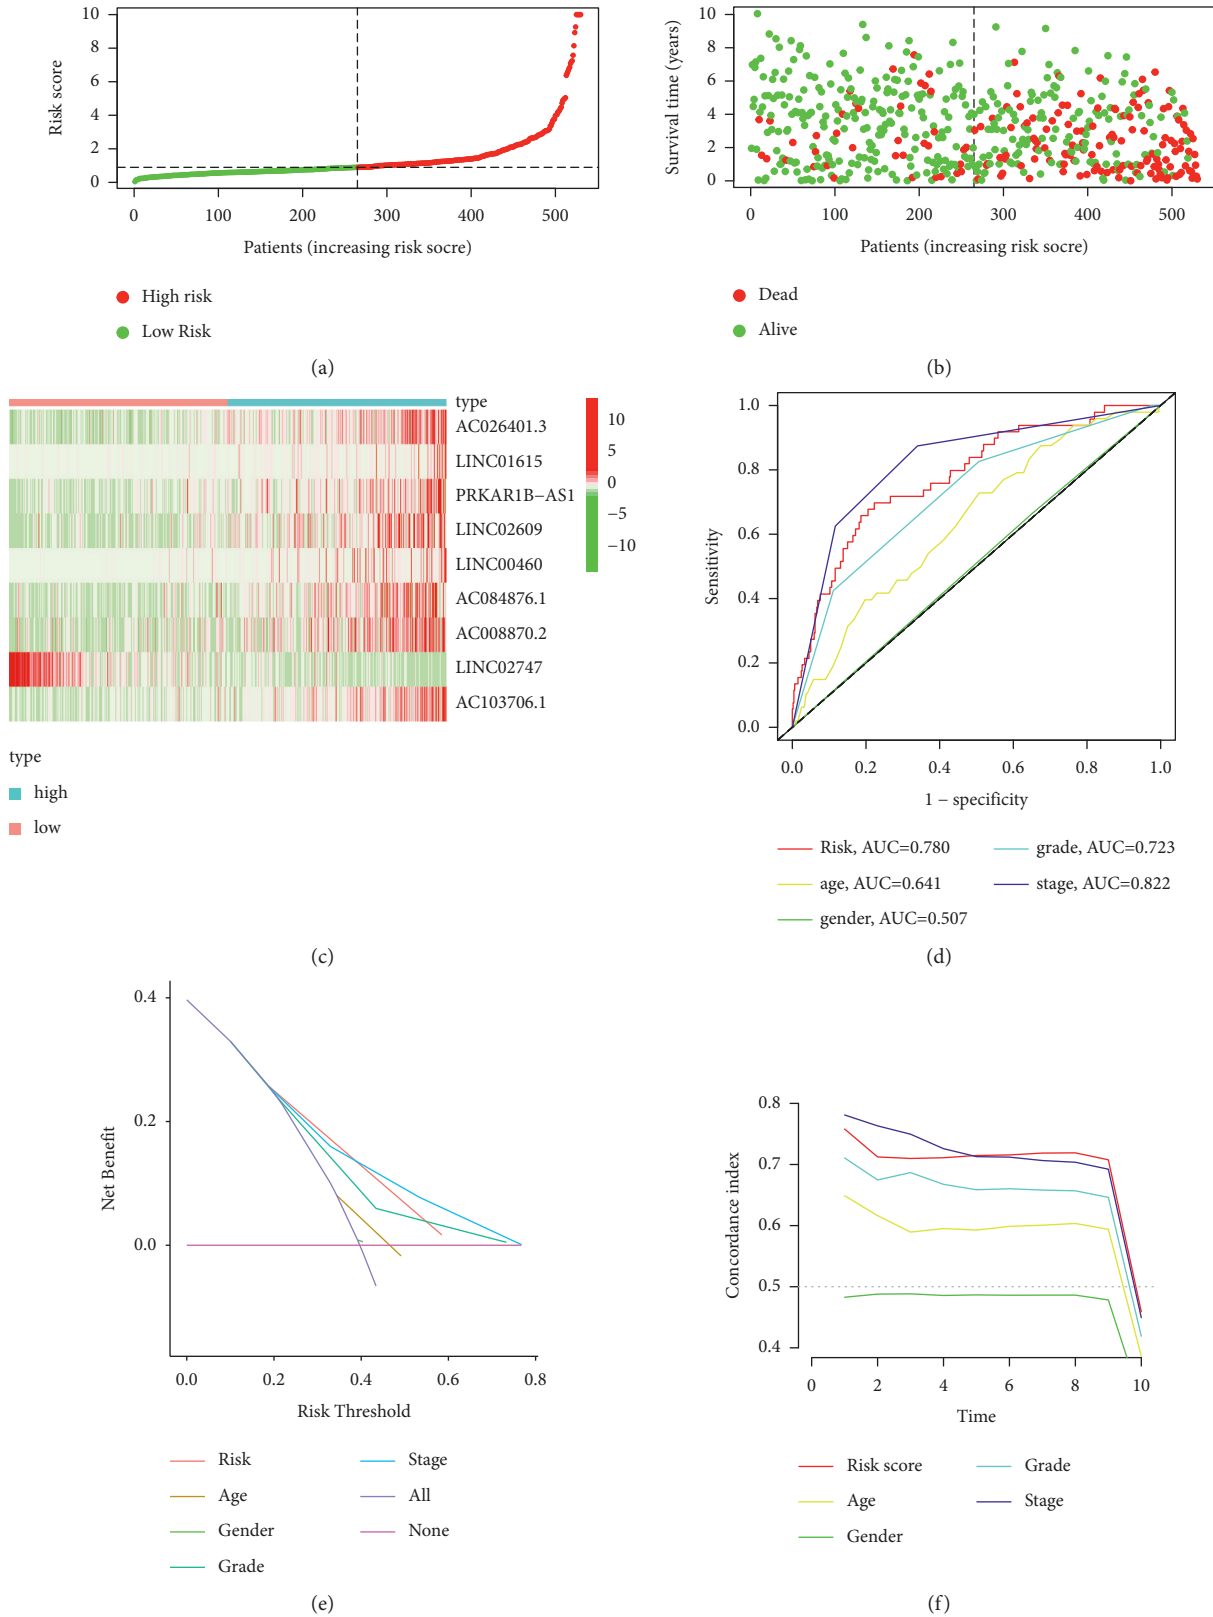 Risk score
10
8
6
4
2
0
0 100 200 300 400 500
Patients (increasing risk socre)
High risk
Low Risk
(a)
Survival time (years)
10
8
6
4
2
0
0 100 200 300 400 500
Patients (increasing risk socre)
Dead
Alive
(b)
type
AC026401.3
LINC01615
PRKAR1B−AS1
LINC02609
LINC00460
AC084876.1
AC008870.2
LINC02747
AC103706.1
10
5
0
−5
−10
type
high
low
(c)
Sensitivity
1.0
0.8
0.6
0.4
0.2
0.0
0.0 0.2 0.4 0.6 0.8 1.0
1 − specificity
Risk, AUC=0.780
age, AUC=0.641
gender, AUC=0.507
grade, AUC=0.723
stage, AUC=0.822
(d)
Net Benefit
0.4
0.2
0.0
0.0 0.2 0.4 0.6 0.8
Risk Threshold
Risk
Age
Gender
Grade
Stage
All
None
(e)
Concordance index
0.8
0.7
0.6
0.5
0.4
0 2 4 6 8 10
Time
Risk score
Age
Gender
Grade
Stage
(f)